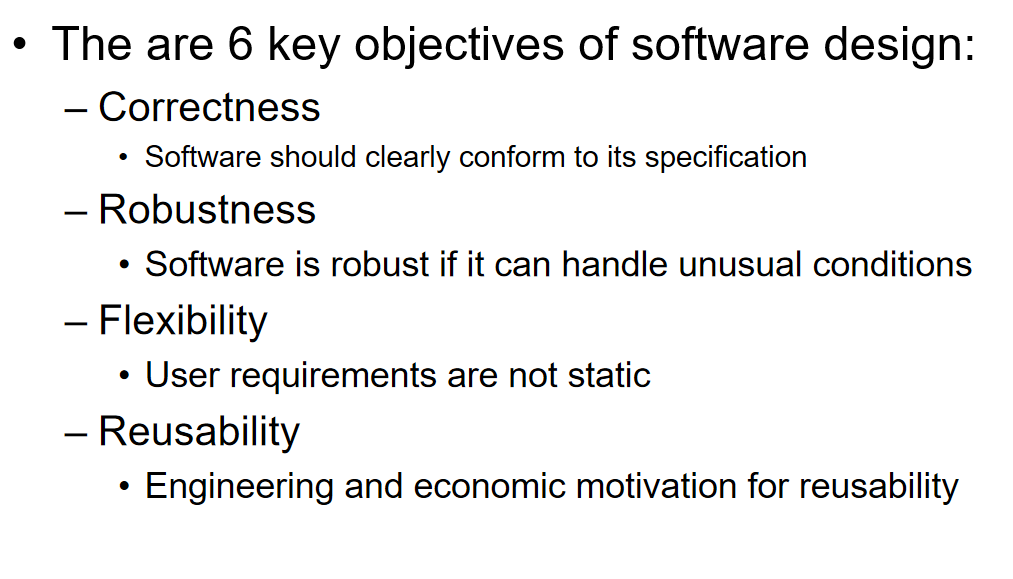 • The are 6 key objectives of software design:
– Correctness
• Software should clearly conform to its specification
– Robustness
• Software is robust if it can handle unusual conditions
– Flexibility
• User requirements are not static
– Reusability
• Engineering and economic motivation for reusability